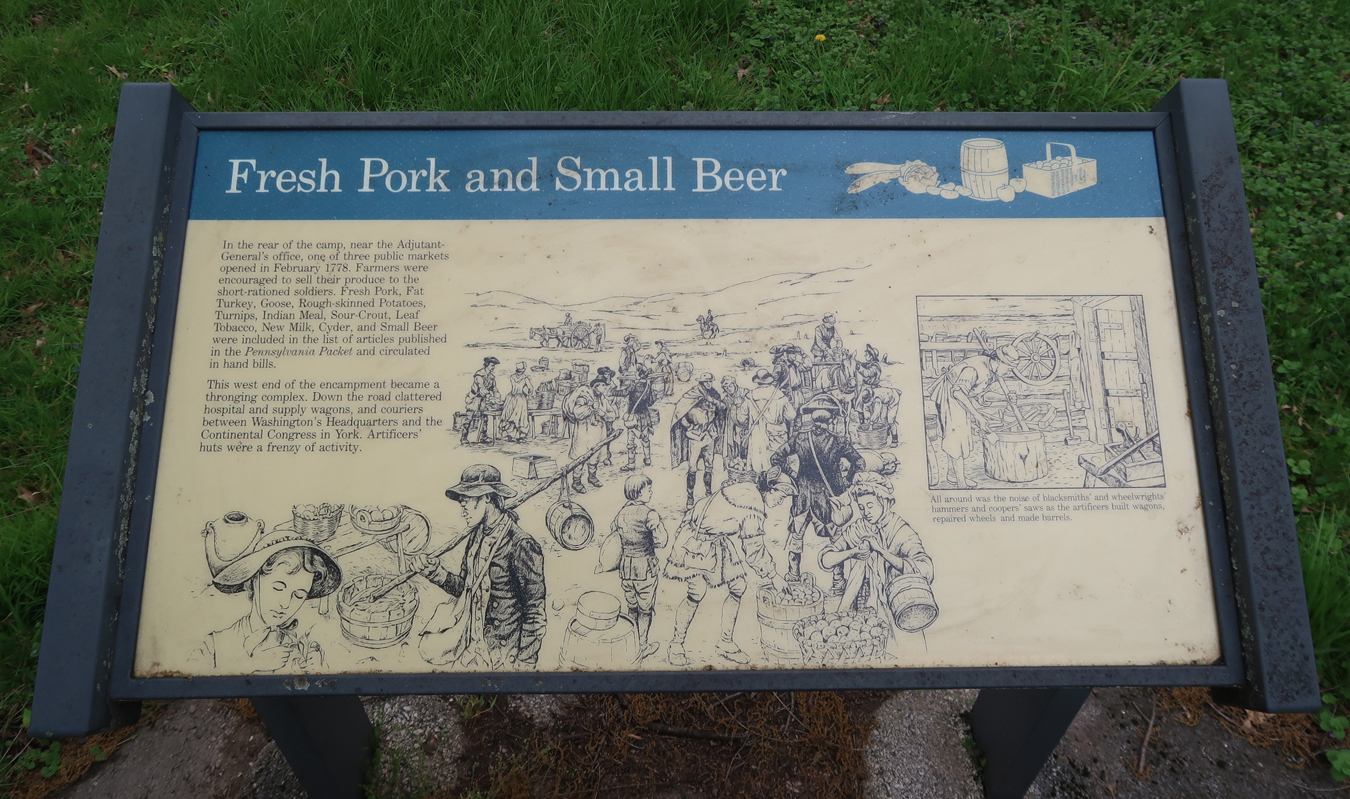 Fresh Pork and Small Beer
In the rear of the camp, near the Adjutant-
General's office, one of three public markets
opened in February 1778. Farmers were
encouraged to sell their produce to the
short-rationed soldiers. Fresh Pork, Fat
Turkey, Goose, Rough-skinned Potatoes,
Turnips, Indian Meal, Sour-Crout, Leaf
Tobacco, New Milk, Cyder, and Small Beer
were included in the list of articles published
in the Pennsylvania Packet and circulated
in hand bills.
This west end of the encampment became a
thronging complex. Down the road clattered
hospital and supply wagons, and couriers
between Washington's Headquarters and the
Continental Congress in York. Artificers'
huts were a frenzy of activity.
All around was the noise of blacksmiths' and wheelwrights'
hammers and coopers' saws as the artificers built wagons,
repaired wheels and made barrels.